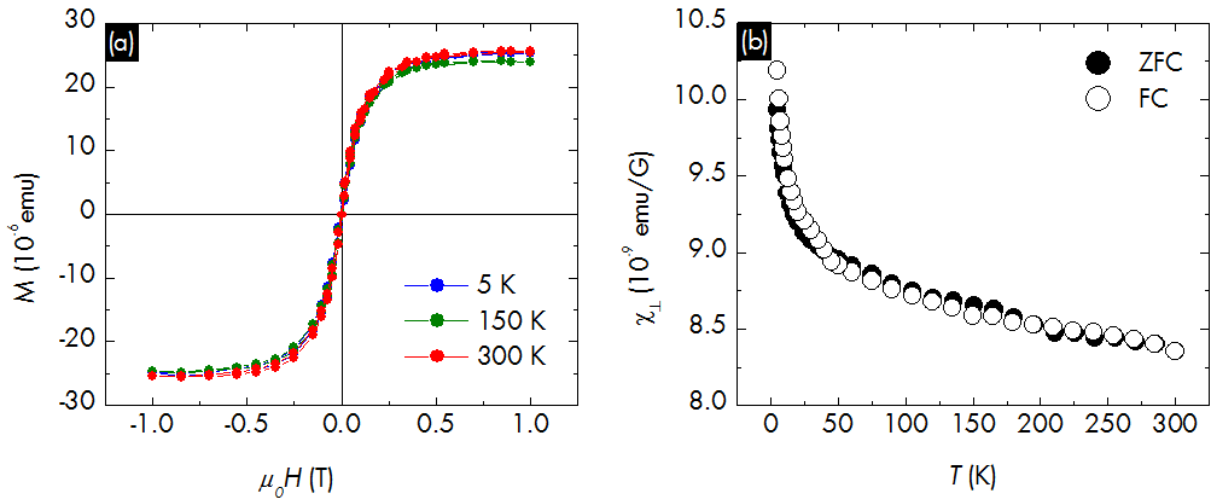 (a)
30
20
10
0
-10
-20
-30
M (10⁻⁶ emu)
5 K
150 K
300 K
-1.0 -0.5 0.0 0.5 1.0
μ₀H (T)
(b)
10.5
10.0
9.5
9.0
8.5
8.0
χ⊥ (10⁻⁹ emu/G)
ZFC
FC
0 50 100 150 200 250 300
T (K)